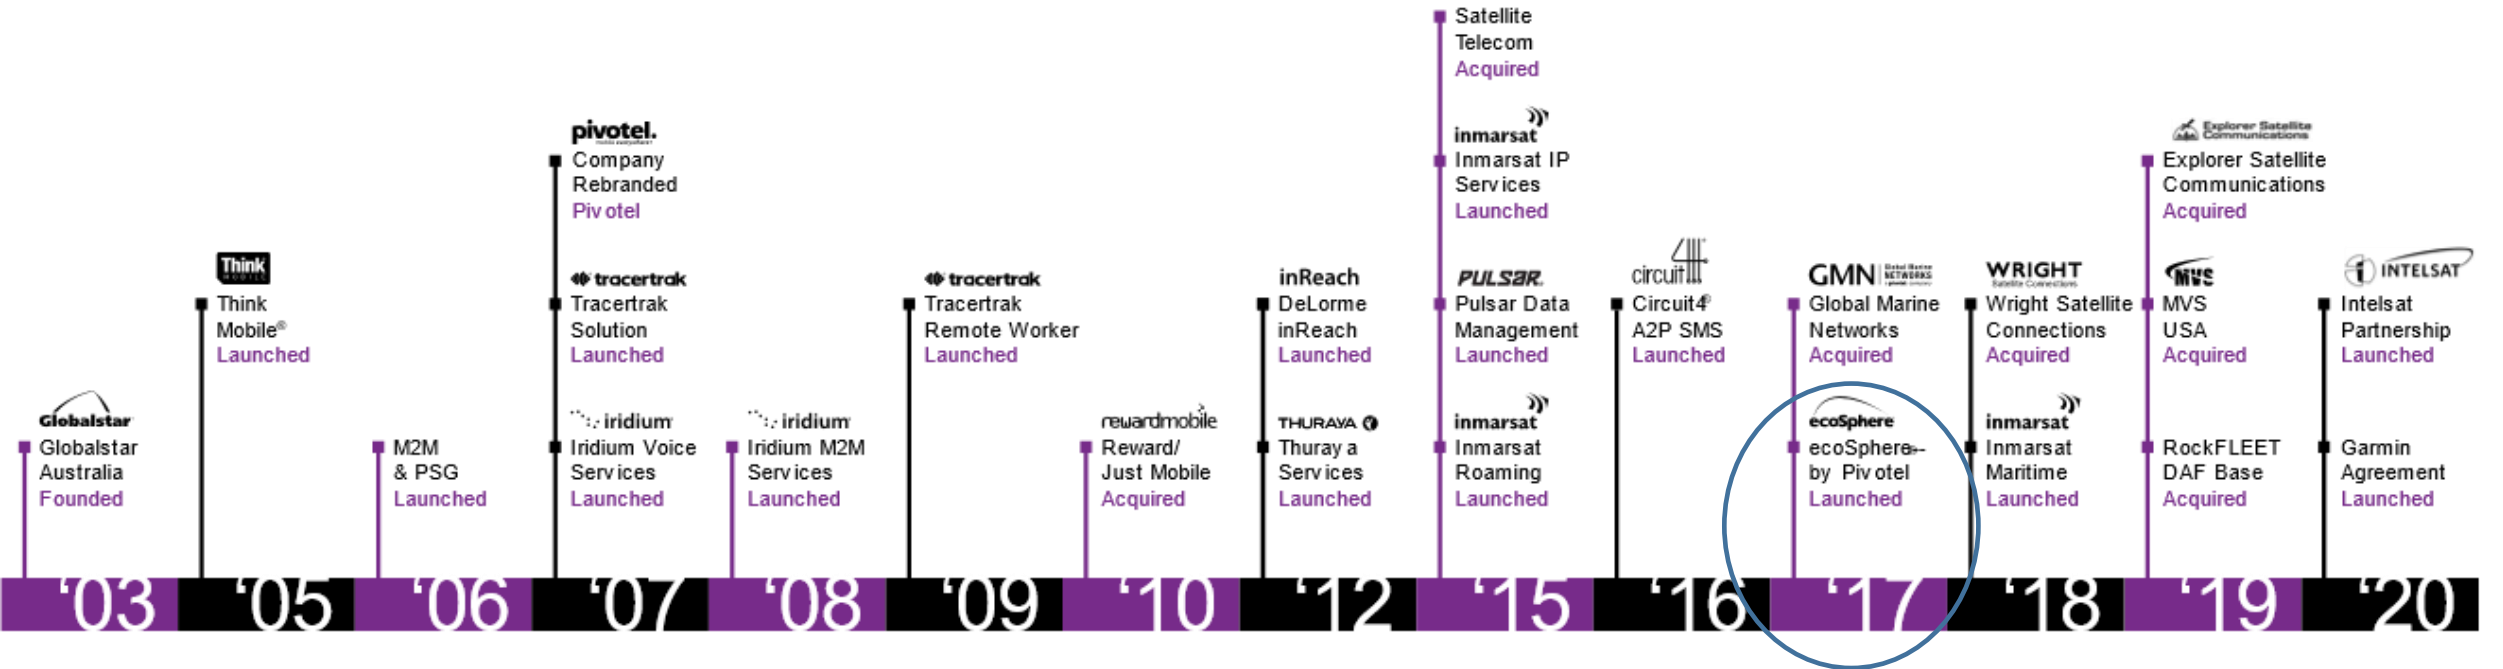 Globalstar
Globalstar
Australia
Founded
Think
MOBILE
Think
Mobile®
Launched
M2M
& PSG
Launched
pivotel.
Company
Rebranded
Pivotel
tracertrak
Tracertrak
Solution
Launched
iridium
Iridium Voice
Services
Launched
iridium
Iridium M2M
Services
Launched
tracertrak
Tracertrak
Remote Worker
Launched
rewardmobile
Reward/
Just Mobile
Acquired
inReach
DeLorme
inReach
Launched
THURAYA
Thuraya
Services
Launched
Satellite
Telecom
Acquired
inmarsat
Inmarsat IP
Services
Launched
PULSAR.
Pulsar Data
Management
Launched
inmarsat
Inmarsat
Roaming
Launched
circuit4
Circuit4®
A2P SMS
Launched
GMN Global Marine
NETWORKS
Global Marine
Networks
Acquired
ecoSphere
ecoSphere
by Pivotel
Launched
WRIGHT
Satellite Connections
Wright Satellite
Connections
Acquired
inmarsat
Inmarsat
Maritime
Launched
Explorer Satellite
Communications
Explorer Satellite
Communications
Acquired
MVS
MVS
USA
Acquired
RockFLEET
DAF Base
Acquired
INTELSAT
Intelsat
Partnership
Launched
Garmin
Agreement
Launched
‘03 ‘05 ‘06 ‘07 ‘08 ‘09 ‘10 ‘12 ‘15 ‘16 ‘17 ‘18 ‘19 ‘20